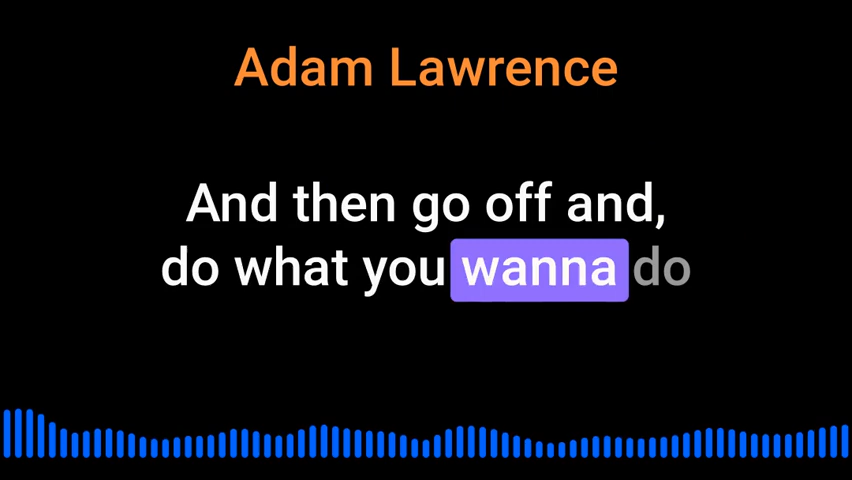 Adam Lawrence
And then go off and,
do what you wanna do